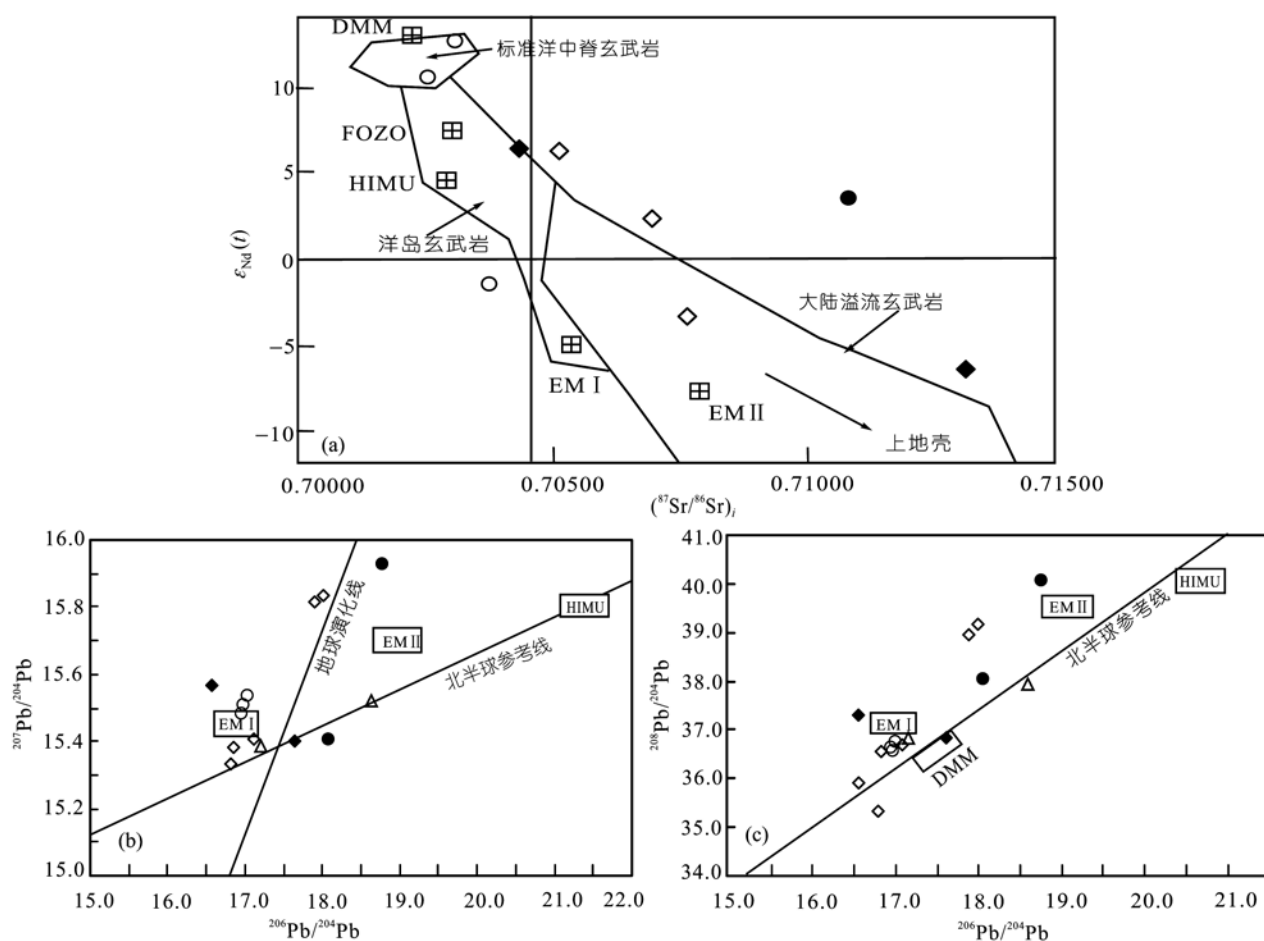 DMM
标准洋中脊玄武岩
10
FOZO
5
HIMU
洋岛玄武岩
εNd(t)
0
大陆溢流玄武岩
−5
EM Ⅰ
EM Ⅱ
−10
(a)
上地壳
0.70000
0.70500
0.71000
0.71500
(⁸⁷Sr/⁸⁶Sr)i
16.0
15.8
15.6
15.4
15.2
15.0
²⁰⁷Pb/²⁰⁴Pb
地球演化线
HIMU
EM Ⅱ
北半球参考线
EM Ⅰ
(b)
15.0
17.0
18.0
19.0
20.0
21.0
22.0
²⁰⁶Pb/²⁰⁴Pb
41.0
40.0
39.0
38.0
37.0
36.0
35.0
34.0
²⁰⁸Pb/²⁰⁴Pb
HIMU
EM Ⅱ
北半球参考线
EM Ⅰ
DMM
(c)
15.0
16.0
17.0
18.0
19.0
20.0
21.0
²⁰⁶Pb/²⁰⁴Pb